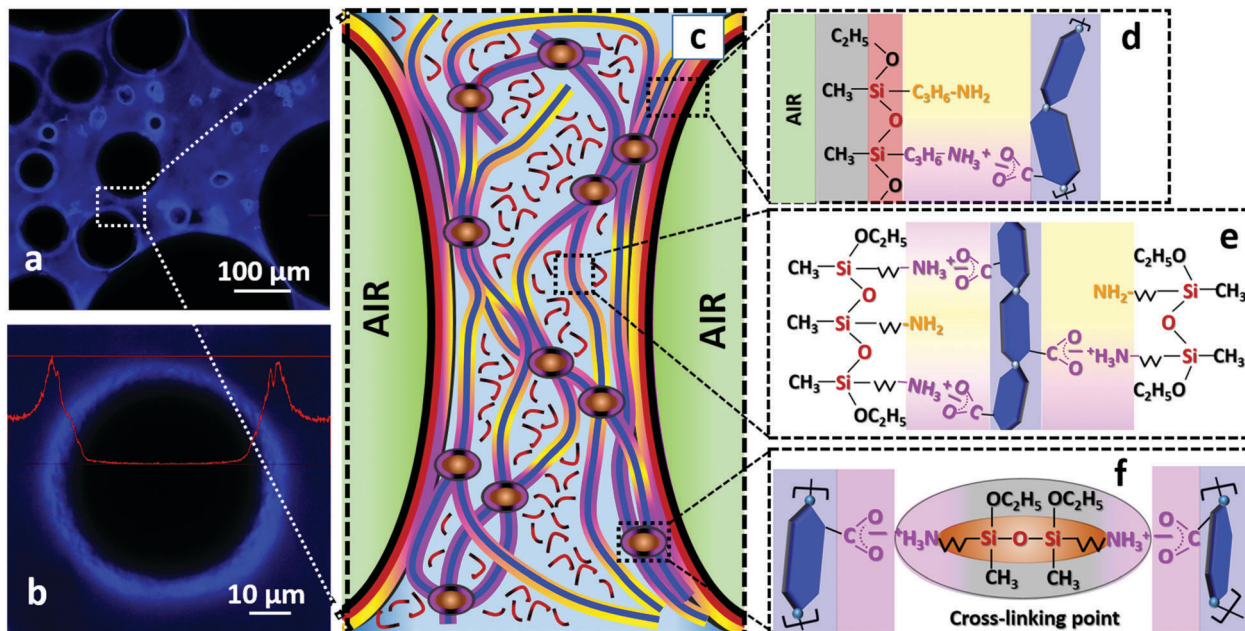 a
100 μm
b
10 μm
c
AIR
AIR
d
AIR
C₂H₅
O
CH₃
Si
C₃H₆-NH₂
O
CH₃
Si
C₃H₆-NH₃⁺
O
O
C
O
e
OC₂H₅
CH₃
Si
NH₃⁺
O
O
C
O
CH₃
Si
NH₂
O
CH₃
Si
NH₃⁺
O
O
C
OC₂H₅
C
O
O
C₂H₅O
NH₂
Si
CH₃
O
⁺H₃N
Si
CH₃
C₂H₅O
f
C
O
O
OC₂H₅
OC₂H₅
⁺H₃N
Si
O
Si
NH₃⁺
CH₃
CH₃
O
O
C
Cross-linking point